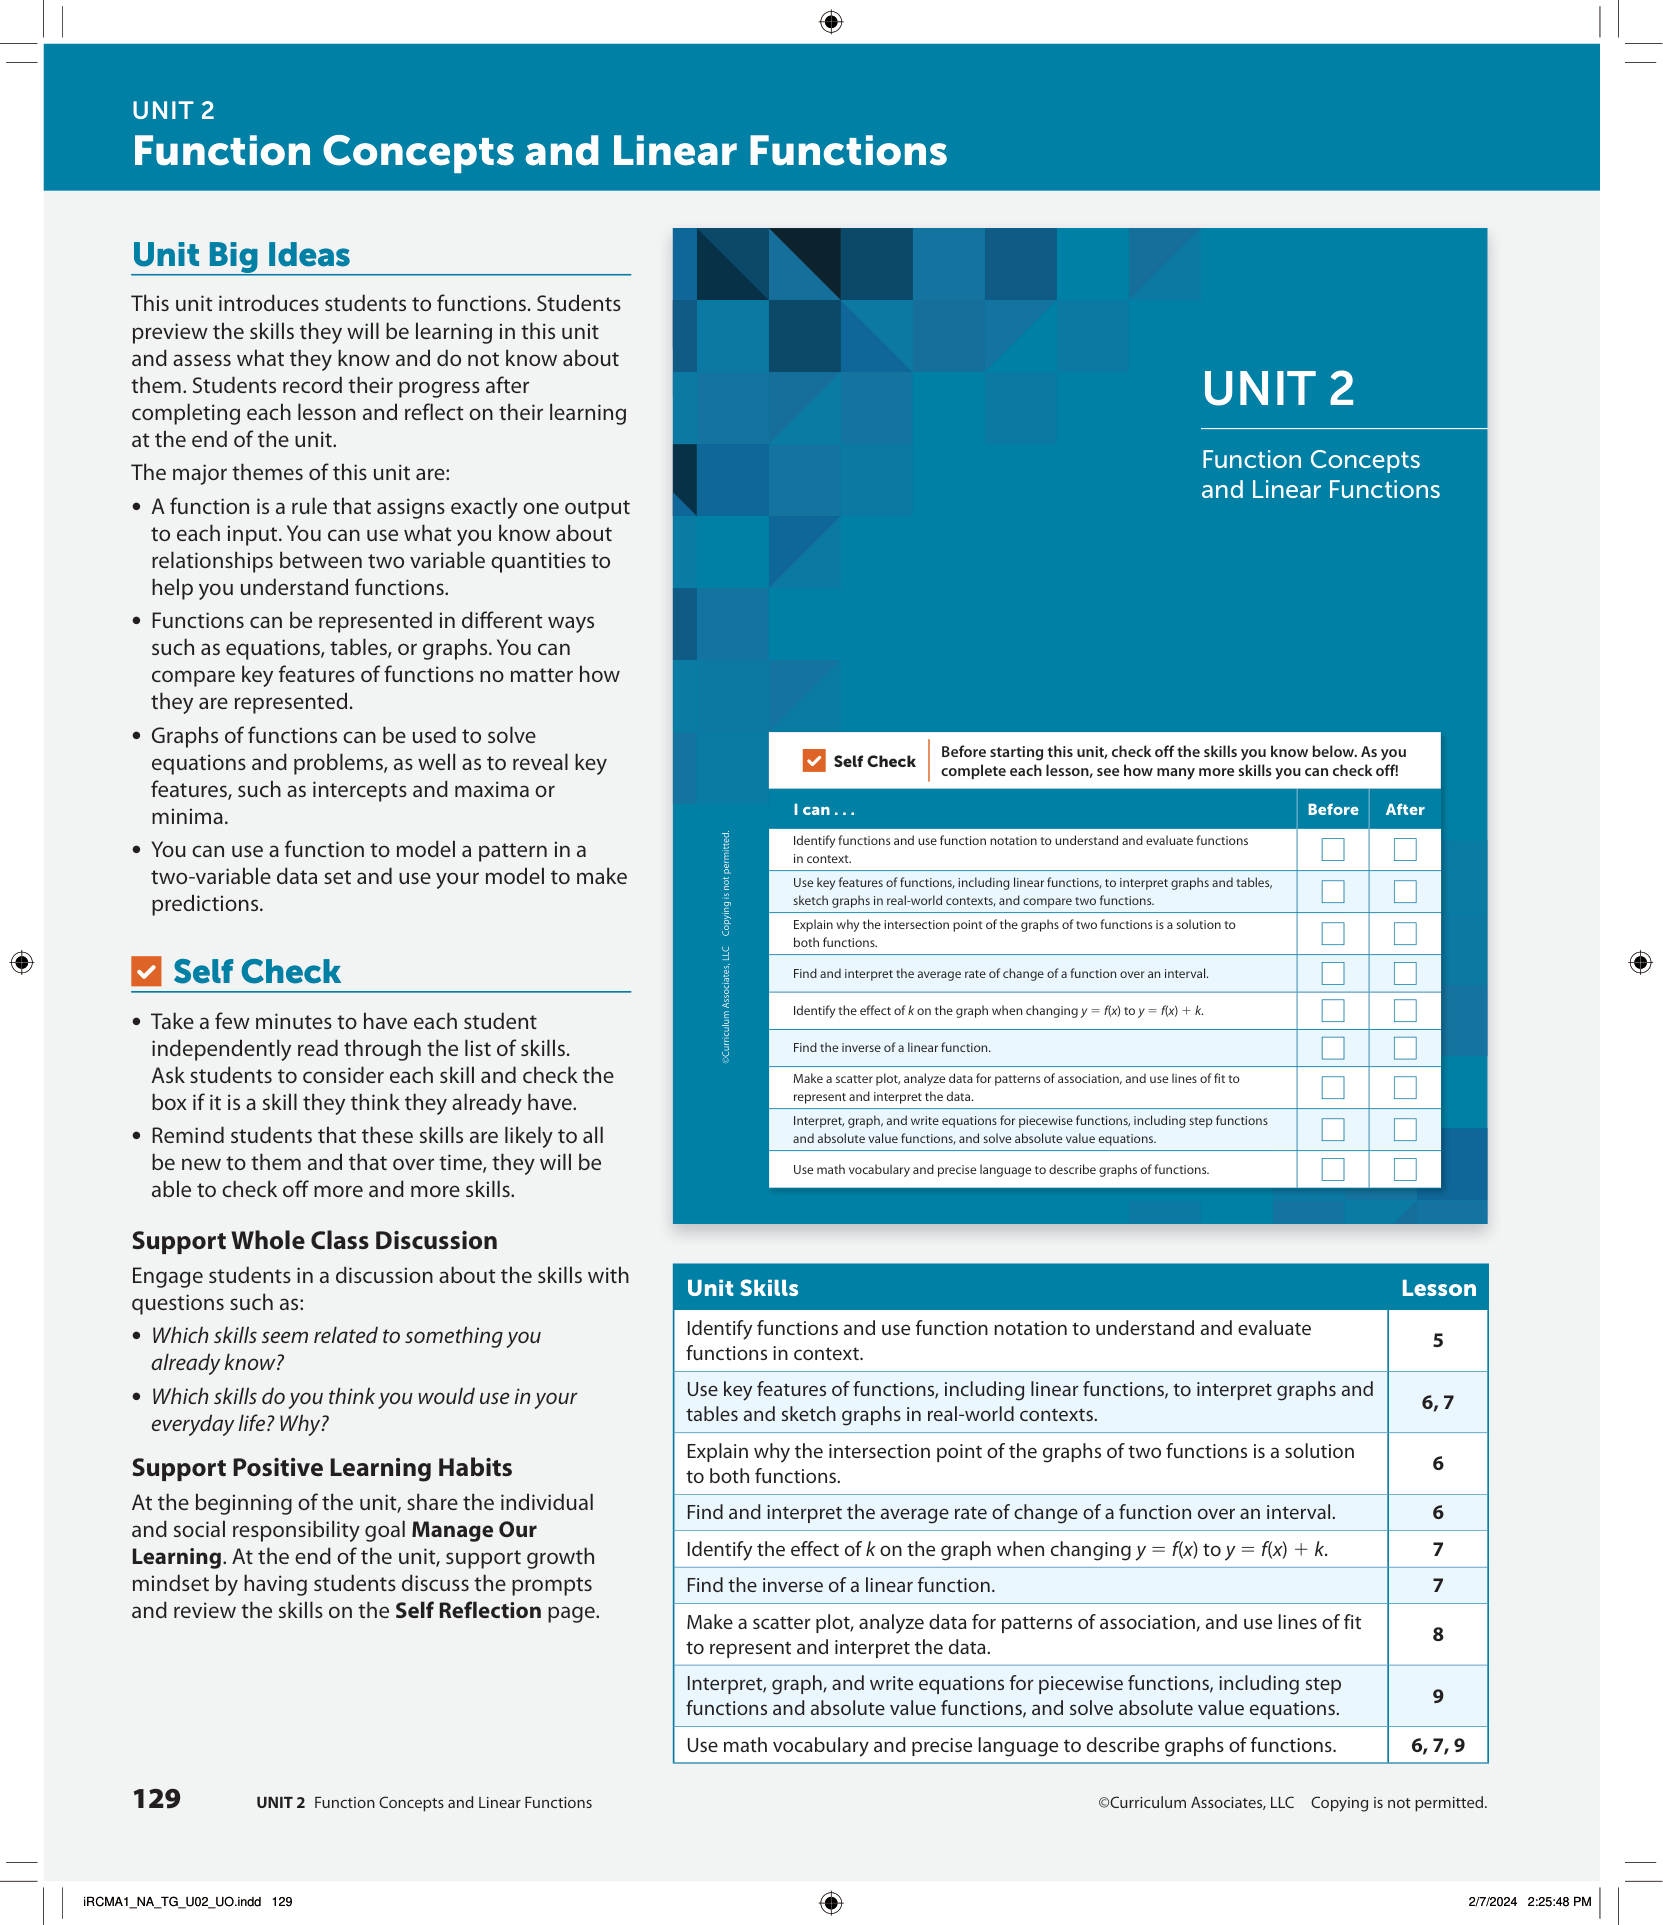 UNIT 2
Function Concepts and Linear Functions
Unit Big Ideas
This unit introduces students to functions. Students
preview the skills they will be learning in this unit
and assess what they know and do not know about
them. Students record their progress after
completing each lesson and reflect on their learning
at the end of the unit.
The major themes of this unit are:
• A function is a rule that assigns exactly one output
to each input. You can use what you know about
relationships between two variable quantities to
help you understand functions.
• Functions can be represented in different ways
such as equations, tables, or graphs. You can
compare key features of functions no matter how
they are represented.
• Graphs of functions can be used to solve
equations and problems, as well as to reveal key
features, such as intercepts and maxima or
minima.
• You can use a function to model a pattern in a
two-variable data set and use your model to make
predictions.
Self Check
• Take a few minutes to have each student
independently read through the list of skills.
Ask students to consider each skill and check the
box if it is a skill they think they already have.
• Remind students that these skills are likely to all
be new to them and that over time, they will be
able to check off more and more skills.
Support Whole Class Discussion
Engage students in a discussion about the skills with
questions such as:
• Which skills seem related to something you
already know?
• Which skills do you think you would use in your
everyday life? Why?
Support Positive Learning Habits
At the beginning of the unit, share the individual
and social responsibility goal Manage Our
Learning. At the end of the unit, support growth
mindset by having students discuss the prompts
and review the skills on the Self Reflection page.
UNIT 2
Function Concepts
and Linear Functions
Self Check
Before starting this unit, check off the skills you know below. As you
complete each lesson, see how many more skills you can check off!
I can . . . Before After
Identify functions and use function notation to understand and evaluate functions
in context.
Use key features of functions, including linear functions, to interpret graphs and tables,
sketch graphs in real-world contexts, and compare two functions.
Explain why the intersection point of the graphs of two functions is a solution to
both functions.
Find and interpret the average rate of change of a function over an interval.
Identify the effect of k on the graph when changing y = f(x) to y = f(x) + k.
Find the inverse of a linear function.
Make a scatter plot, analyze data for patterns of association, and use lines of fit to
represent and interpret the data.
Interpret, graph, and write equations for piecewise functions, including step functions
and absolute value functions, and solve absolute value equations.
Use math vocabulary and precise language to describe graphs of functions.
©Curriculum Associates, LLC Copying is not permitted.
Unit Skills Lesson
Identify functions and use function notation to understand and evaluate
functions in context.
5
Use key features of functions, including linear functions, to interpret graphs and
tables and sketch graphs in real-world contexts.
6, 7
Explain why the intersection point of the graphs of two functions is a solution
to both functions.
6
Find and interpret the average rate of change of a function over an interval. 6
Identify the effect of k on the graph when changing y = f(x) to y = f(x) + k. 7
Find the inverse of a linear function. 7
Make a scatter plot, analyze data for patterns of association, and use lines of fit
to represent and interpret the data.
8
Interpret, graph, and write equations for piecewise functions, including step
functions and absolute value functions, and solve absolute value equations.
9
Use math vocabulary and precise language to describe graphs of functions. 6, 7, 9
129 UNIT 2 Function Concepts and Linear Functions ©Curriculum Associates, LLC Copying is not permitted.
iRCMA1_NA_TG_U02_UO.indd 129 2/7/2024 2:25:48 PM